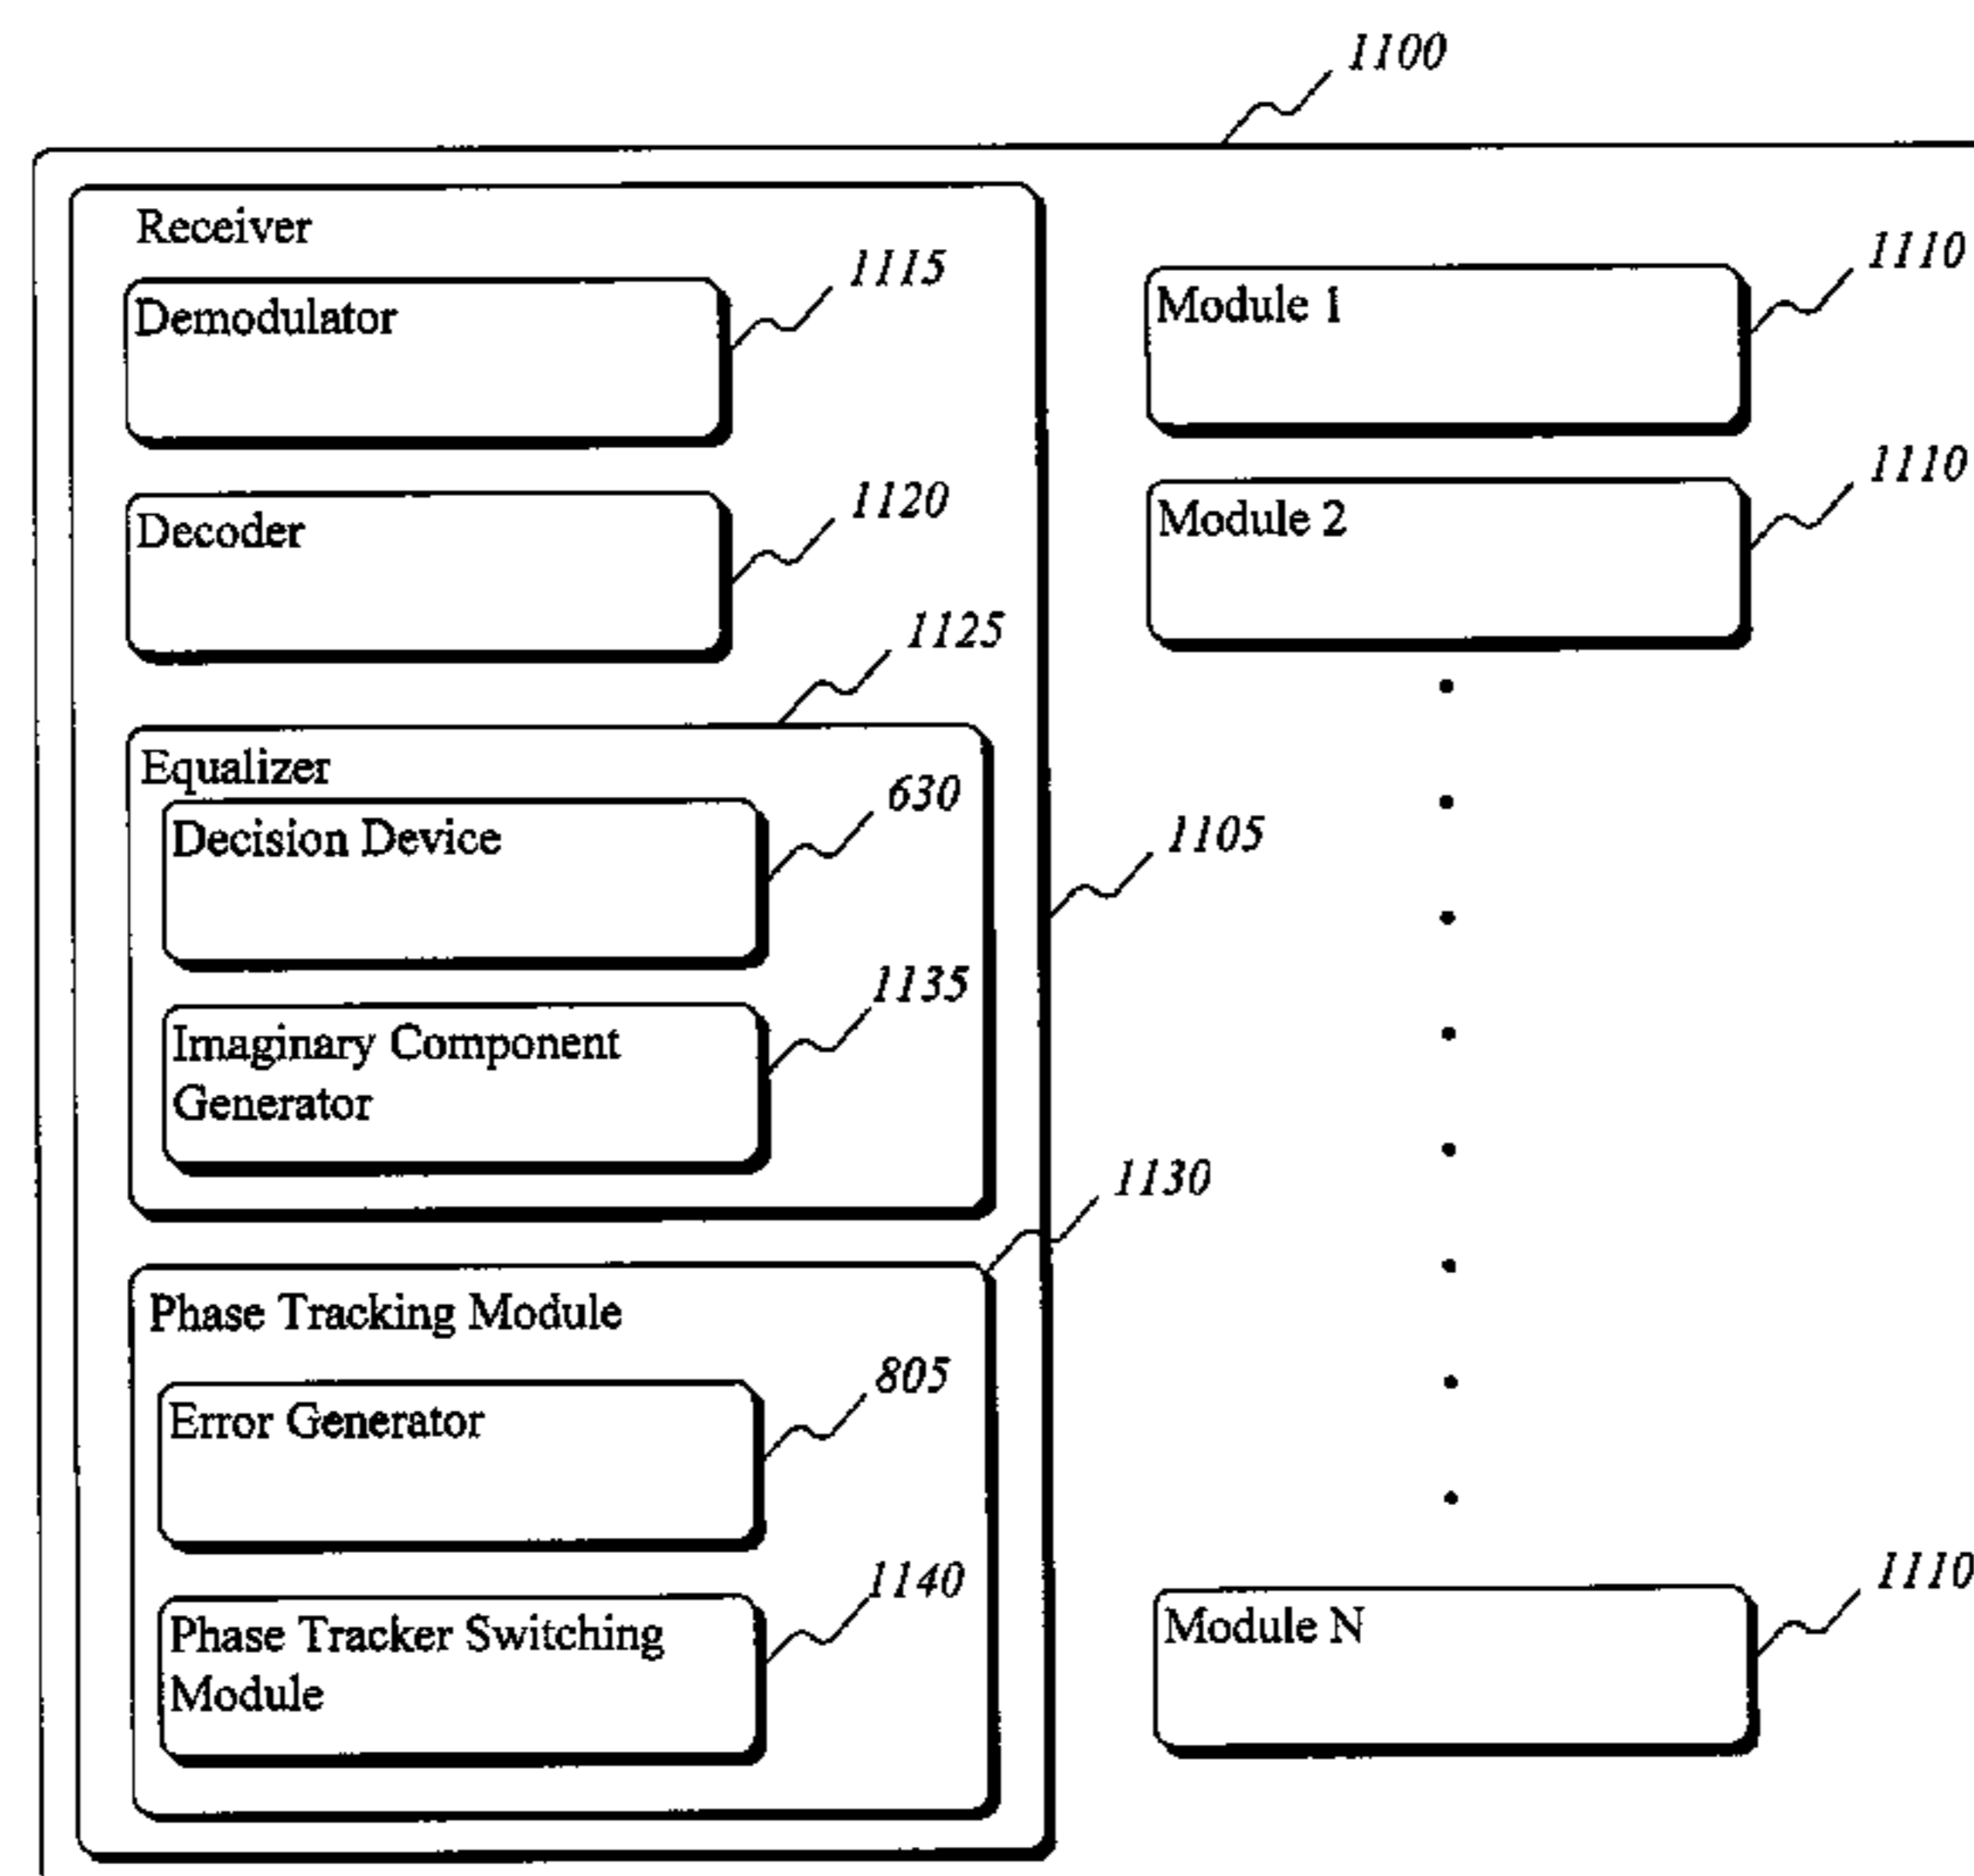 1100
Receiver
Demodulator
1115
Decoder
1120
1125
Equalizer
Decision Device
630
Imaginary Component
Generator
1135
1105
1130
Phase Tracking Module
Error Generator
805
Phase Tracker Switching
Module
1140
Module 1
1110
Module 2
1110
Module N
1110